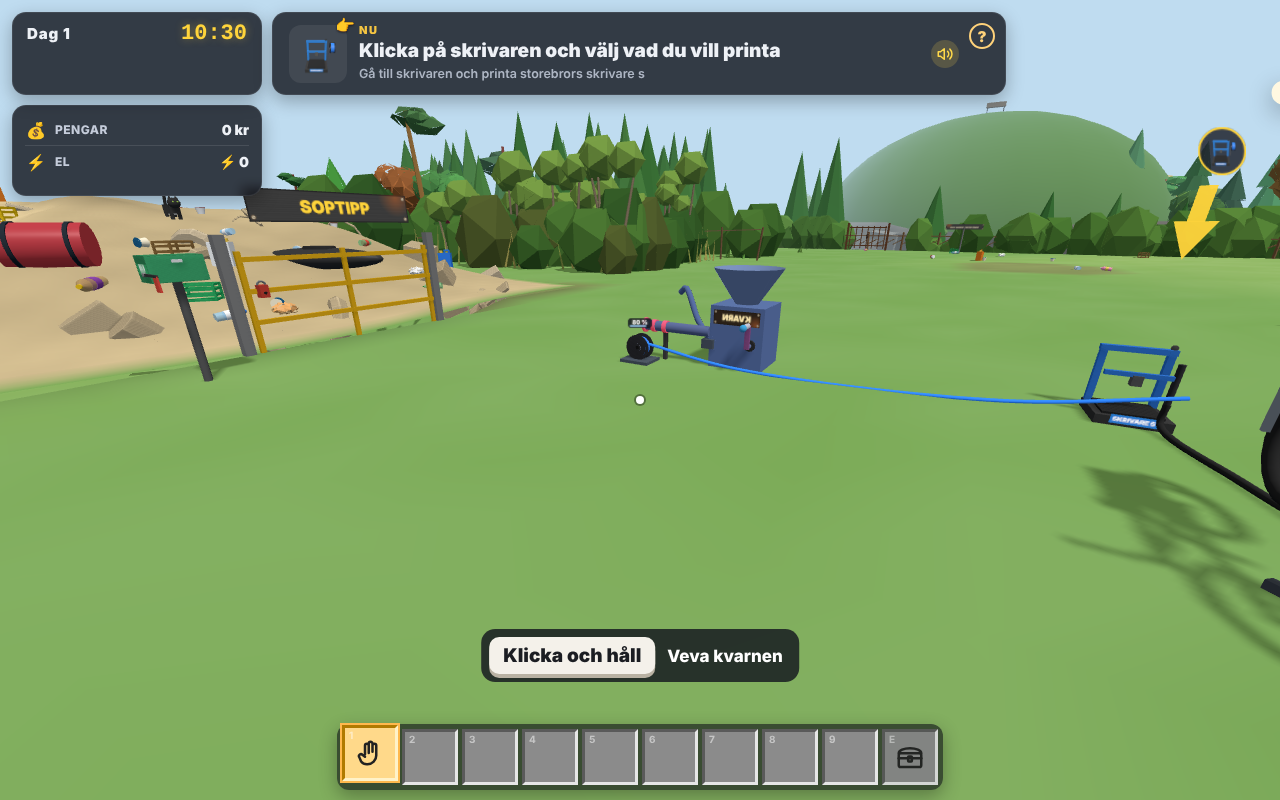 Dag 1
10:30
NU
Klicka på skrivaren och välj vad du vill printa
Gå till skrivaren och printa storebrors skrivare s
?
PENGAR
0 kr
EL
0
SOPTIPP
80 %
KVARN
SKRIVARE
Klicka och håll
Veva kvarnen
1
2
3
4
5
6
7
8
9
E